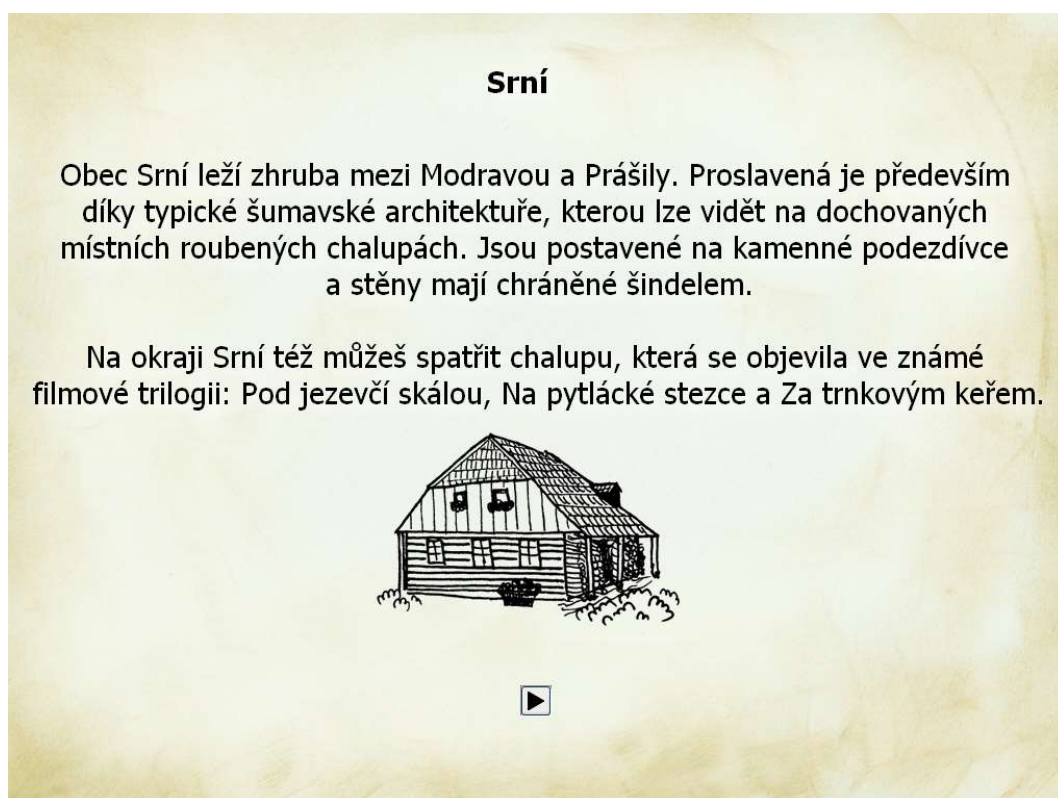 Srní
Obec Srní leží zhruba mezi Modravou a Prášily. Proslavená je především
díky typické šumavské architektuře, kterou lze vidět na dochovaných
místních roubených chalupách. Jsou postavené na kamenné podezdívce
a stěny mají chráněné šindelem.
Na okraji Srní též můžeš spatřit chalupu, která se objevila ve známé
filmové trilogii: Pod jezevčí skálou, Na pytlácké stezce a Za trnkovým keřem.